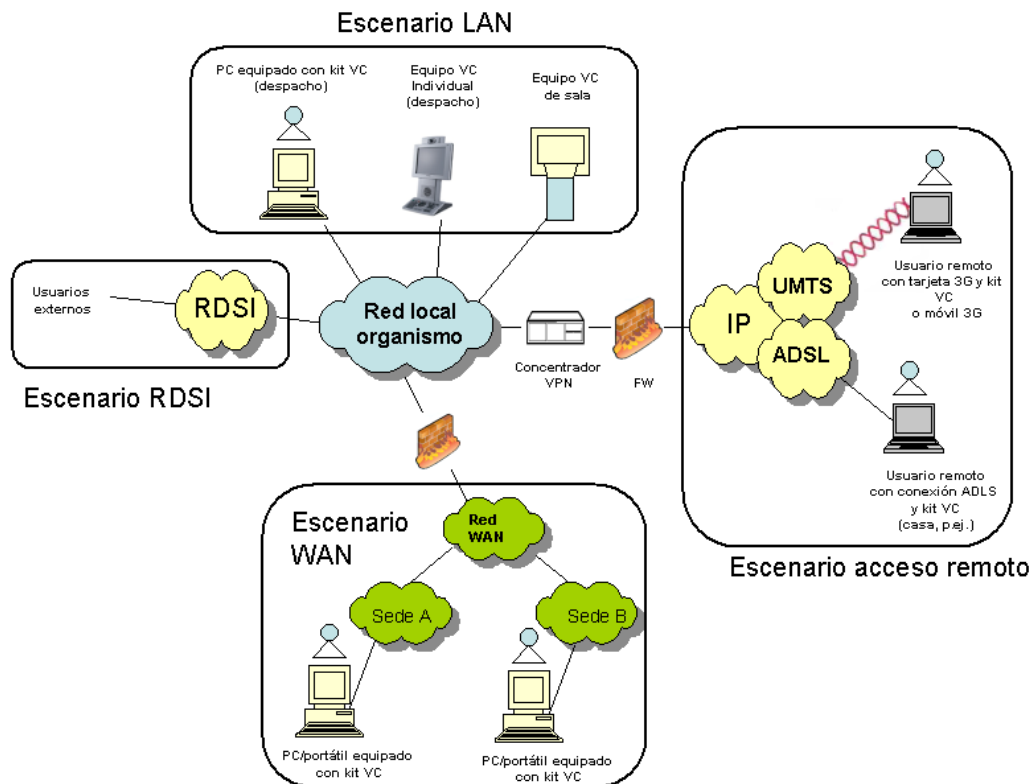 Escenario LAN
PC equipado con kit VC
(despacho)
Equipo VC
Individual
(despacho)
Equipo VC
de sala
Usuarios
externos
RDSI
Escenario RDSI
Red local
organismo
Concentrador
VPN
FW
IP
UMTS
ADSL
Usuario remoto
con tarjeta 3G y kit
VC
o móvil 3G
Usuario remoto
con conexión ADLS
y kit VC
(casa, p.ej.)
Escenario acceso remoto
Escenario
WAN
Red
WAN
Sede A
Sede B
PC/portátil equipado
con kit VC
PC/portátil equipado
con kit VC